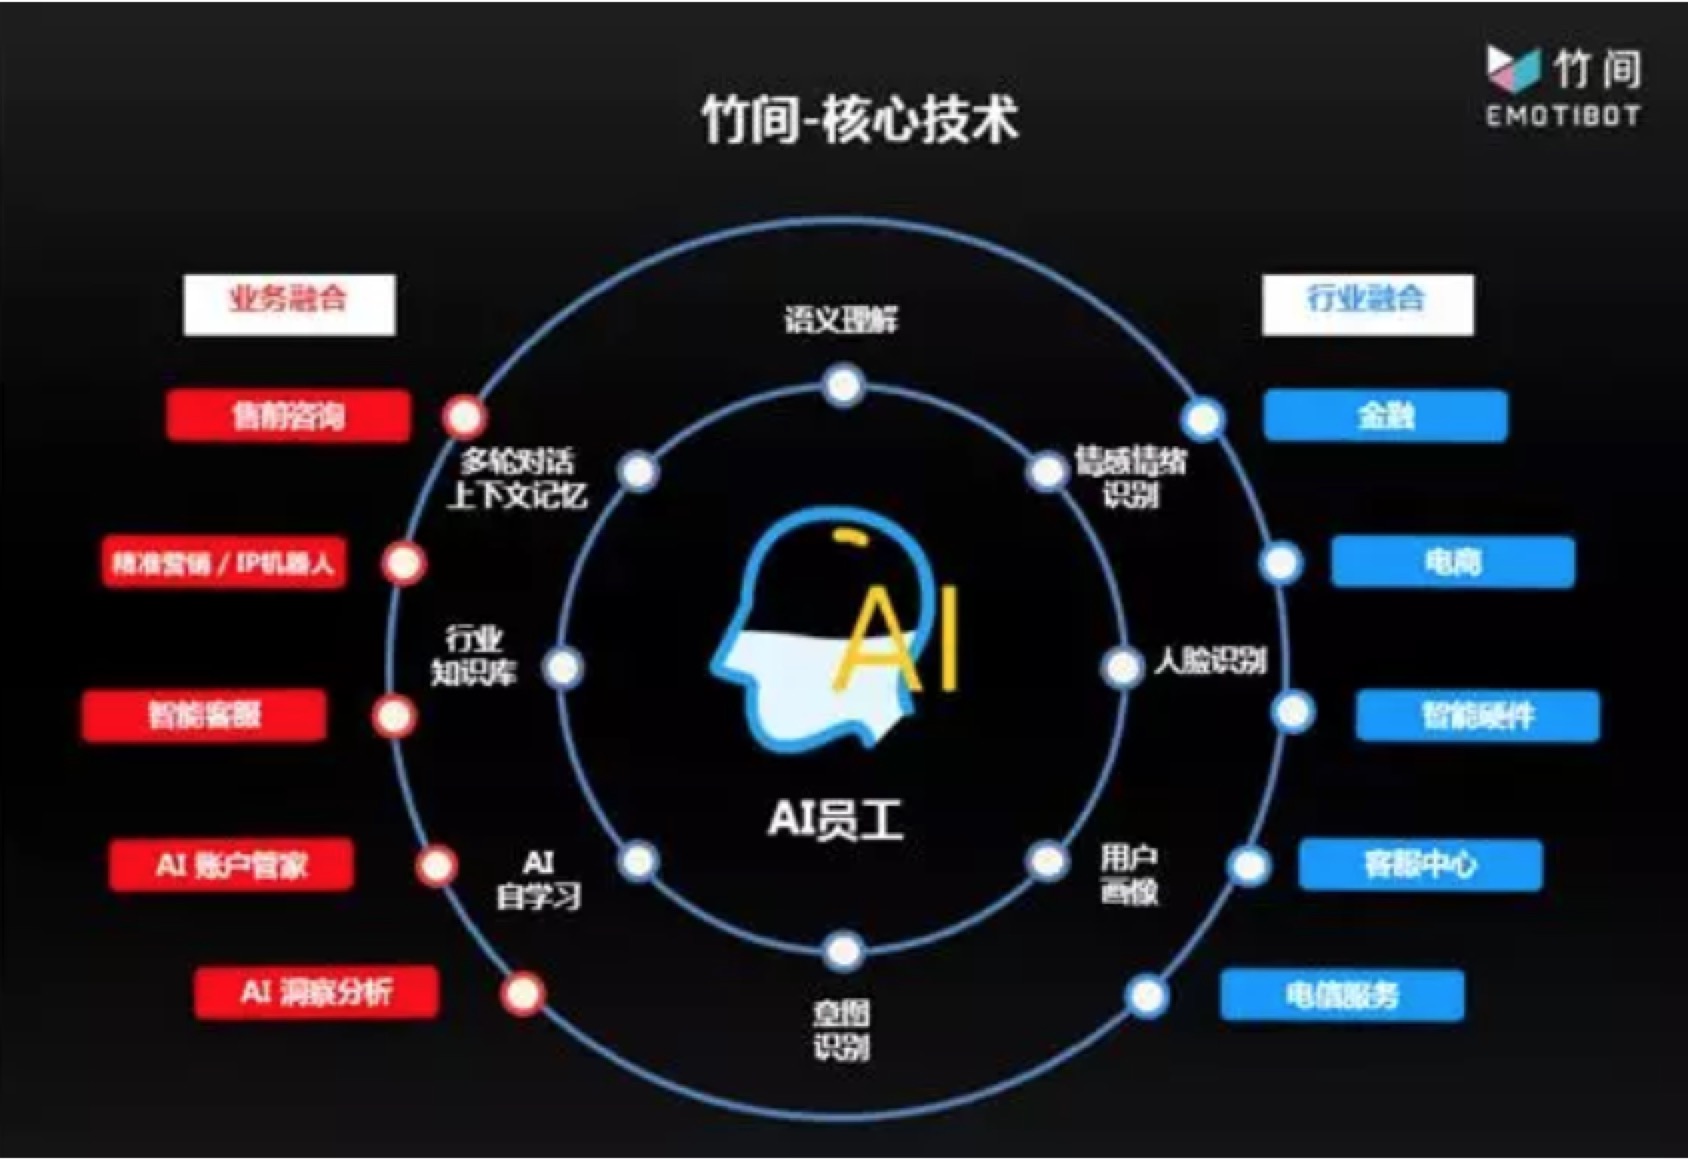 竹间
EMOTIBOT
竹间-核心技术
业务融合
售前咨询
精准营销 / IP机器人
智能客服
AI 账户管家
AI 洞察分析
语义理解
多轮对话
上下文记忆
情感情绪
识别
行业
知识库
人脸识别
AI
AI员工
AI
自学习
用户
画像
意图
识别
行业融合
金融
电商
智能硬件
客服中心
电信服务